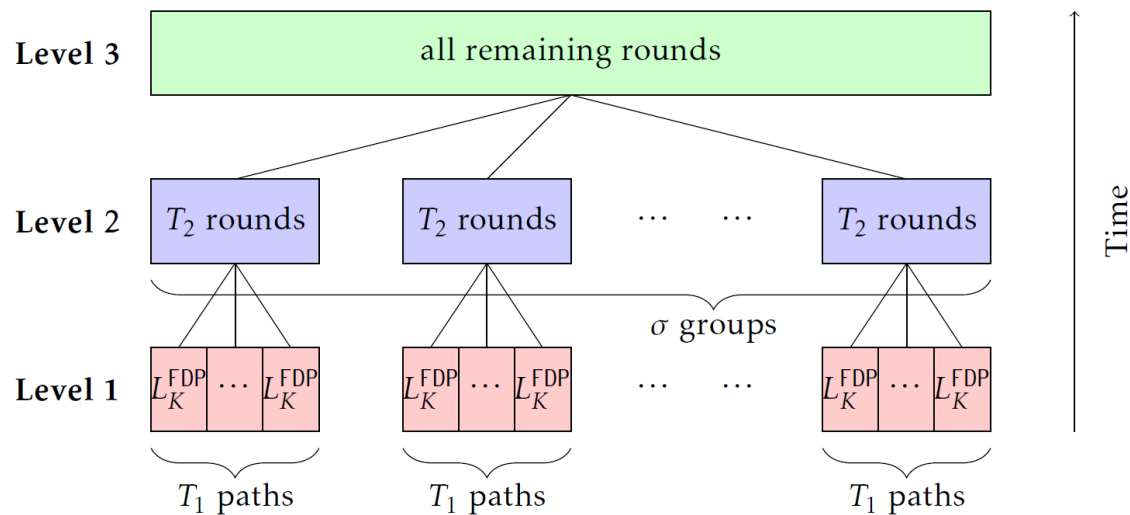 Level 3 all remaining rounds
Level 2 T₂ rounds T₂ rounds ⋯ ⋯ T₂ rounds
σ groups
Level 1 L_K^FDP ⋯ L_K^FDP L_K^FDP ⋯ L_K^FDP ⋯ ⋯ L_K^FDP ⋯ L_K^FDP
T₁ paths T₁ paths T₁ paths
Time